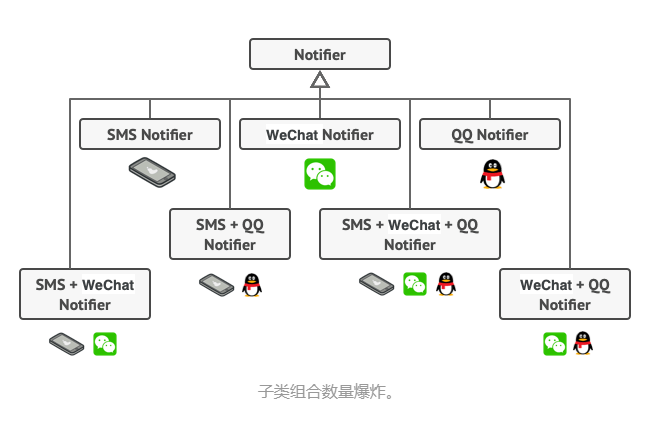 Notifier
SMS Notifier
WeChat Notifier
QQ Notifier
SMS + QQ
Notifier
SMS + WeChat + QQ
Notifier
SMS + WeChat
Notifier
WeChat + QQ
Notifier
子类组合数量爆炸。